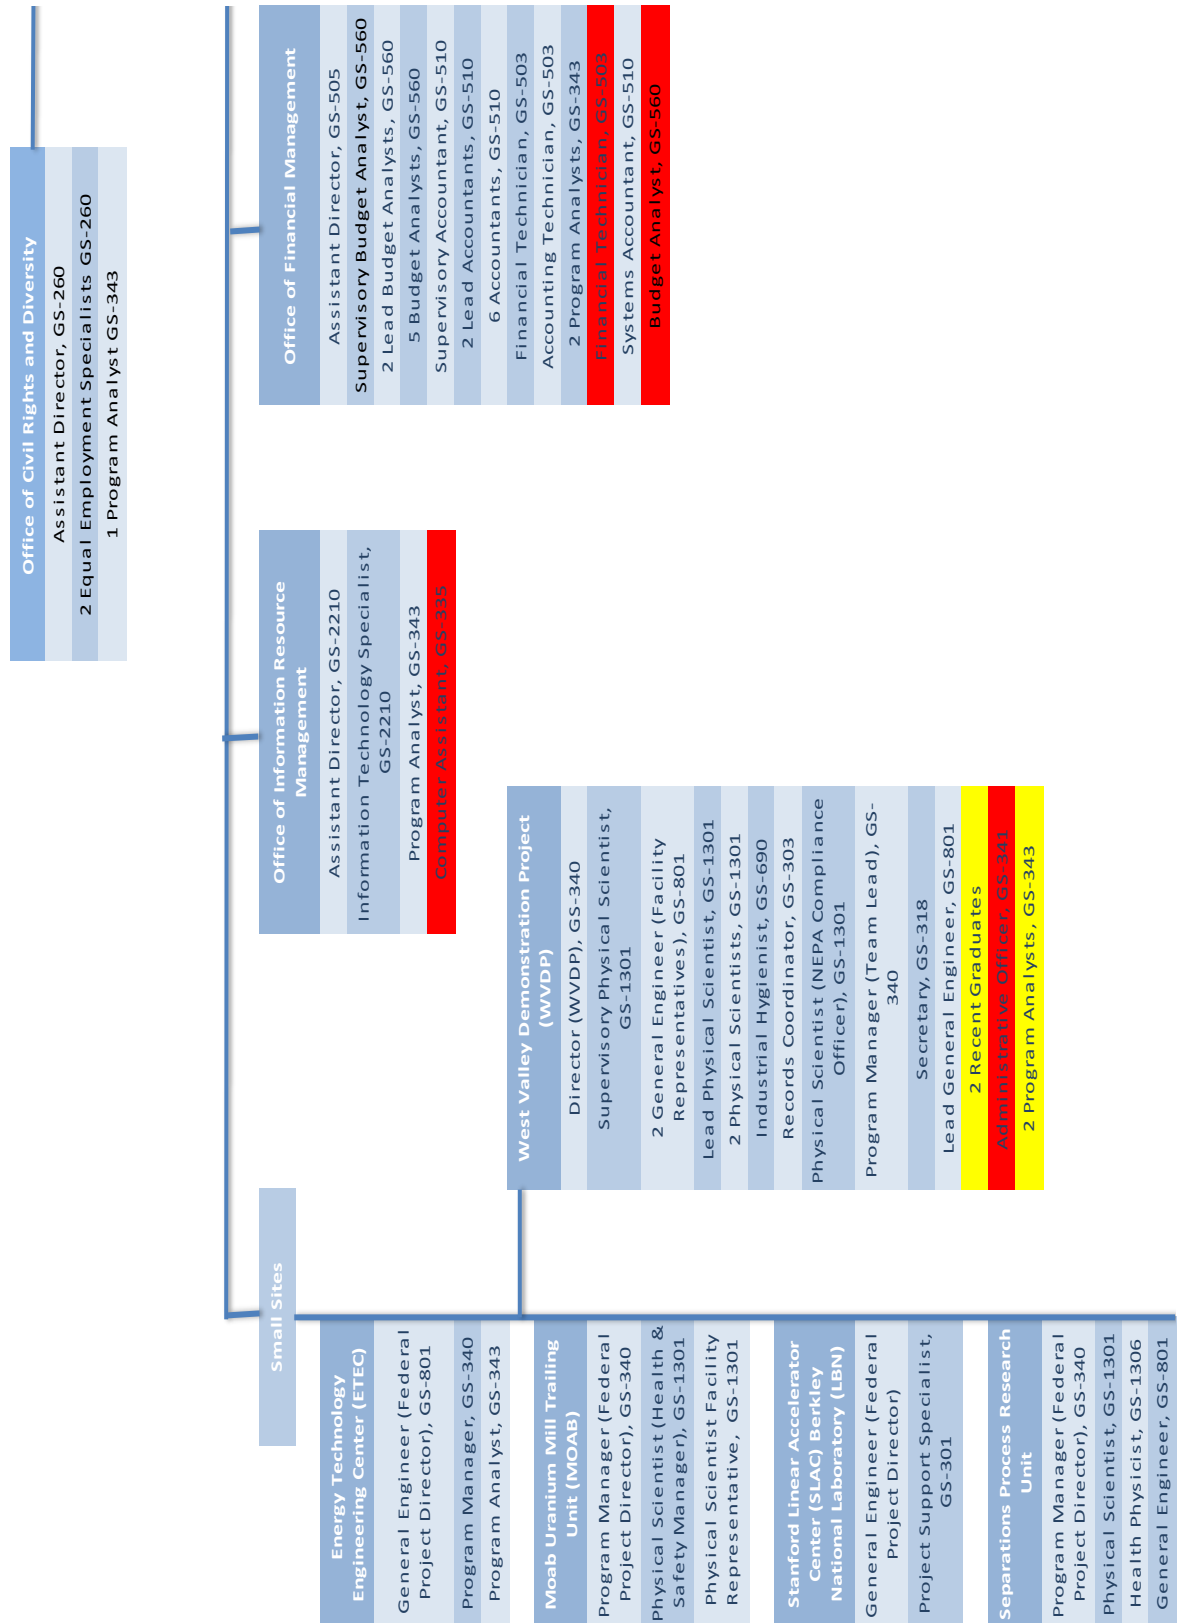 Office of Civil Rights and Diversity
Assistant Director, GS-260
2 Equal Employment Specialists GS-260
1 Program Analyst GS-343
Small Sites
Energy Technology
Engineering Center (ETEC)
General Engineer (Federal
Project Director), GS-801
Program Manager, GS-340
Program Analyst, GS-343
Moab Uranium Mill Trailing
Unit (MOAB)
Program Manager (Federal
Project Director), GS-340
Physical Scientist (Health &
Safety Manager), GS-1301
Physical Scientist Facility
Representative, GS-1301
Stanford Linear Accelerator
Center (SLAC) Berkley
National Laboratory (LBN)
General Engineer (Federal
Project Director)
Project Support Specialist,
GS-301
Separations Process Research
Unit
Program Manager (Federal
Project Director), GS-340
Physical Scientist, GS-1301
Health Physicist, GS-1306
General Engineer, GS-801
West Valley Demonstration Project
(WVDP)
Director (WVDP), GS-340
Supervisory Physical Scientist,
GS-1301
2 General Engineer (Facility
Representatives), GS-801
Lead Physical Scientist, GS-1301
2 Physical Scientists, GS-1301
Industrial Hygienist, GS-690
Records Coordinator, GS-303
Physical Scientist (NEPA Compliance
Officer), GS-1301
Program Manager (Team Lead), GS-
340
Secretary, GS-318
Lead General Engineer, GS-801
2 Recent Graduates
Administrative Officer, GS-341
2 Program Analysts, GS-343
Office of Information Resource
Management
Assistant Director, GS-2210
Information Technology Specialist,
GS-2210
Program Analyst, GS-343
Computer Assistant, GS-335
Office of Financial Management
Assistant Director, GS-505
Supervisory Budget Analyst, GS-560
2 Lead Budget Analysts, GS-560
5 Budget Analysts, GS-560
Supervisory Accountant, GS-510
2 Lead Accountants, GS-510
6 Accountants, GS-510
Financial Technician, GS-503
Accounting Technician, GS-503
2 Program Analysts, GS-343
Financial Technician, GS-503
Systems Accountant, GS-510
Budget Analyst, GS-560